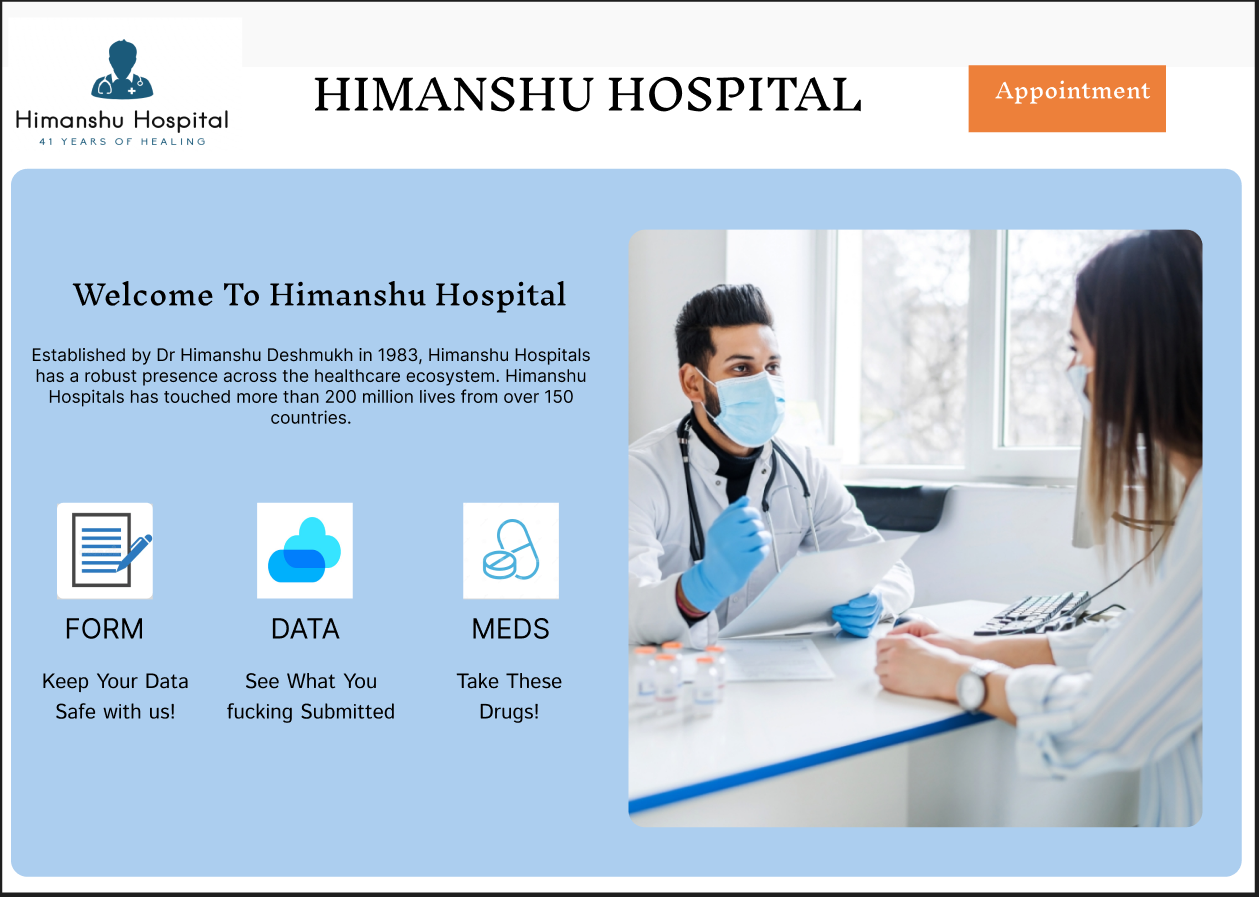 Himanshu Hospital
41 YEARS OF HEALING
HIMANSHU HOSPITAL
Appointment
Welcome To Himanshu Hospital
Established by Dr Himanshu Deshmukh in 1983, Himanshu Hospitals
has a robust presence across the healthcare ecosystem. Himanshu
Hospitals has touched more than 200 million lives from over 150
countries.
FORM
Keep Your Data
Safe with us!
DATA
See What You
fucking Submitted
MEDS
Take These
Drugs!